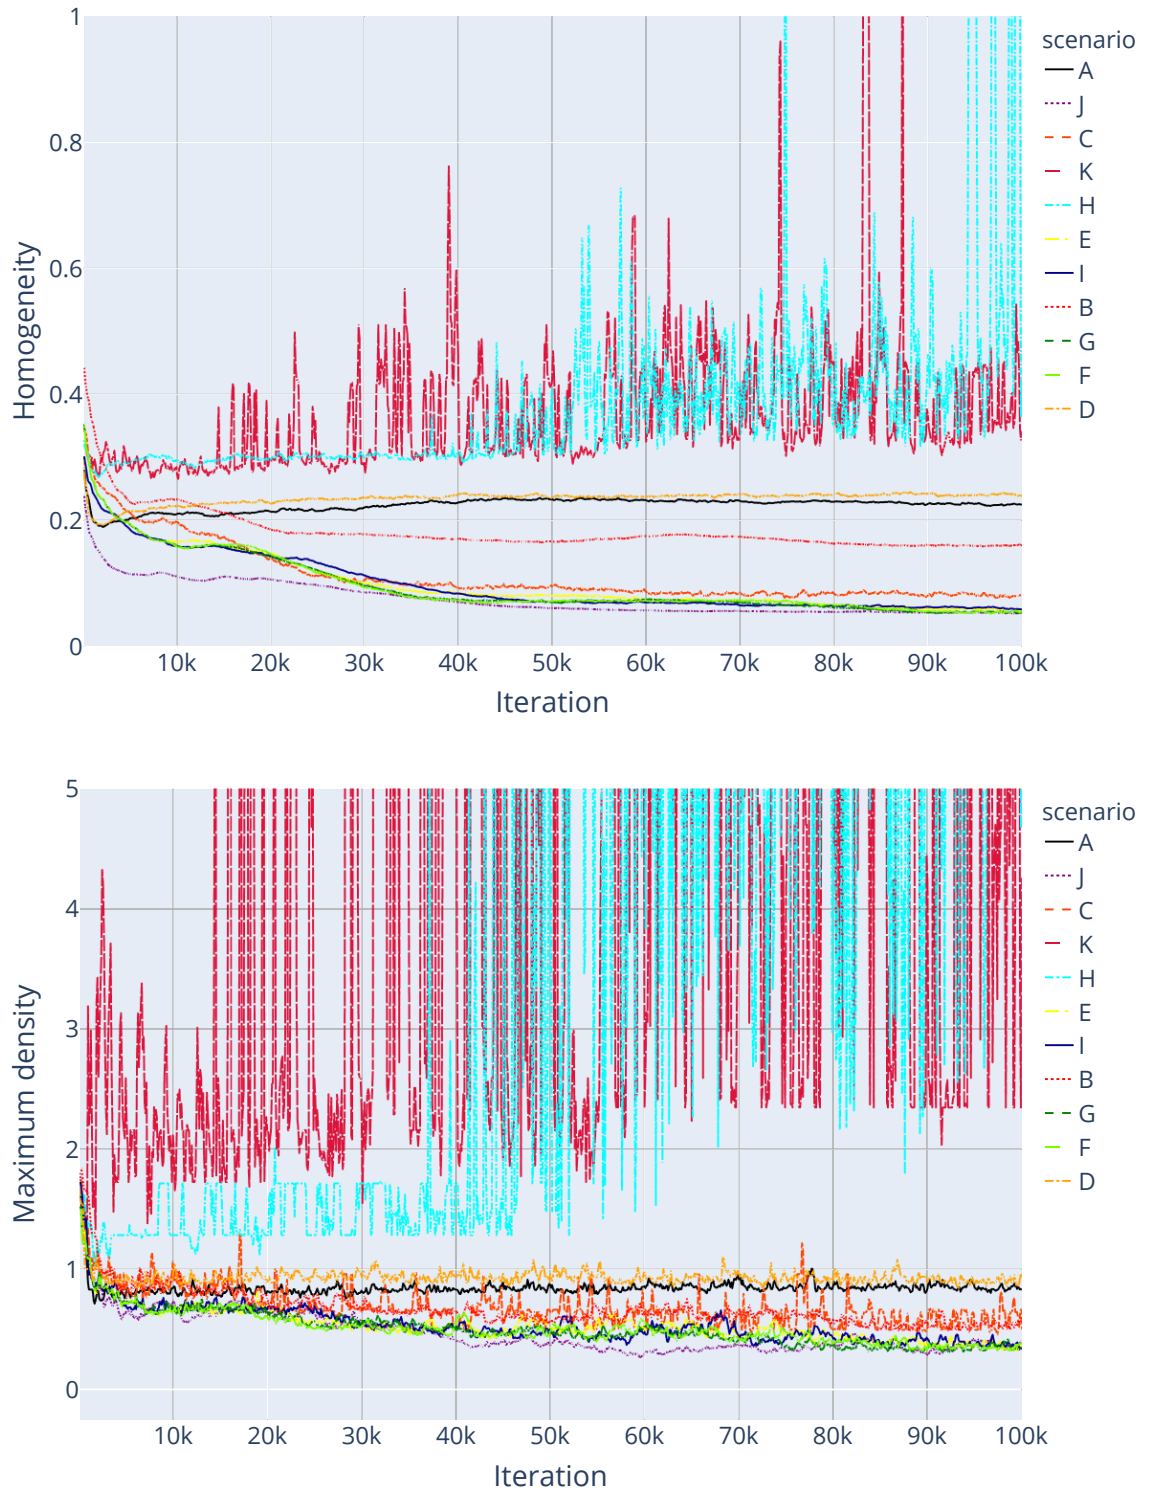 1
0.8
0.6
0.4
0.2
0
Homogeneity
10k 20k 30k 40k 50k 60k 70k 80k 90k 100k
Iteration
scenario
A
J
C
K
H
E
I
B
G
F
D
5
4
3
2
1
0
Maximum density
10k 20k 30k 40k 50k 60k 70k 80k 90k 100k
Iteration
scenario
A
J
C
K
H
E
I
B
G
F
D